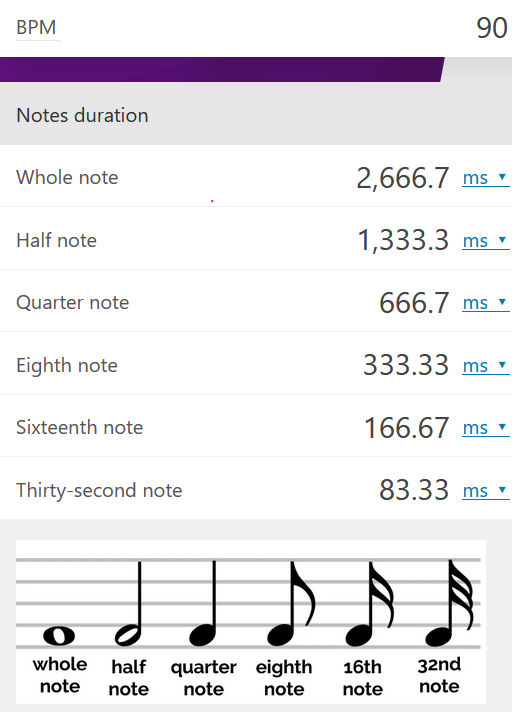 BPM 90
Notes duration
Whole note 2,666.7 ms
Half note 1,333.3 ms
Quarter note 666.7 ms
Eighth note 333.33 ms
Sixteenth note 166.67 ms
Thirty-second note 83.33 ms
whole half quarter eighth 16th 32nd
note note note note note note